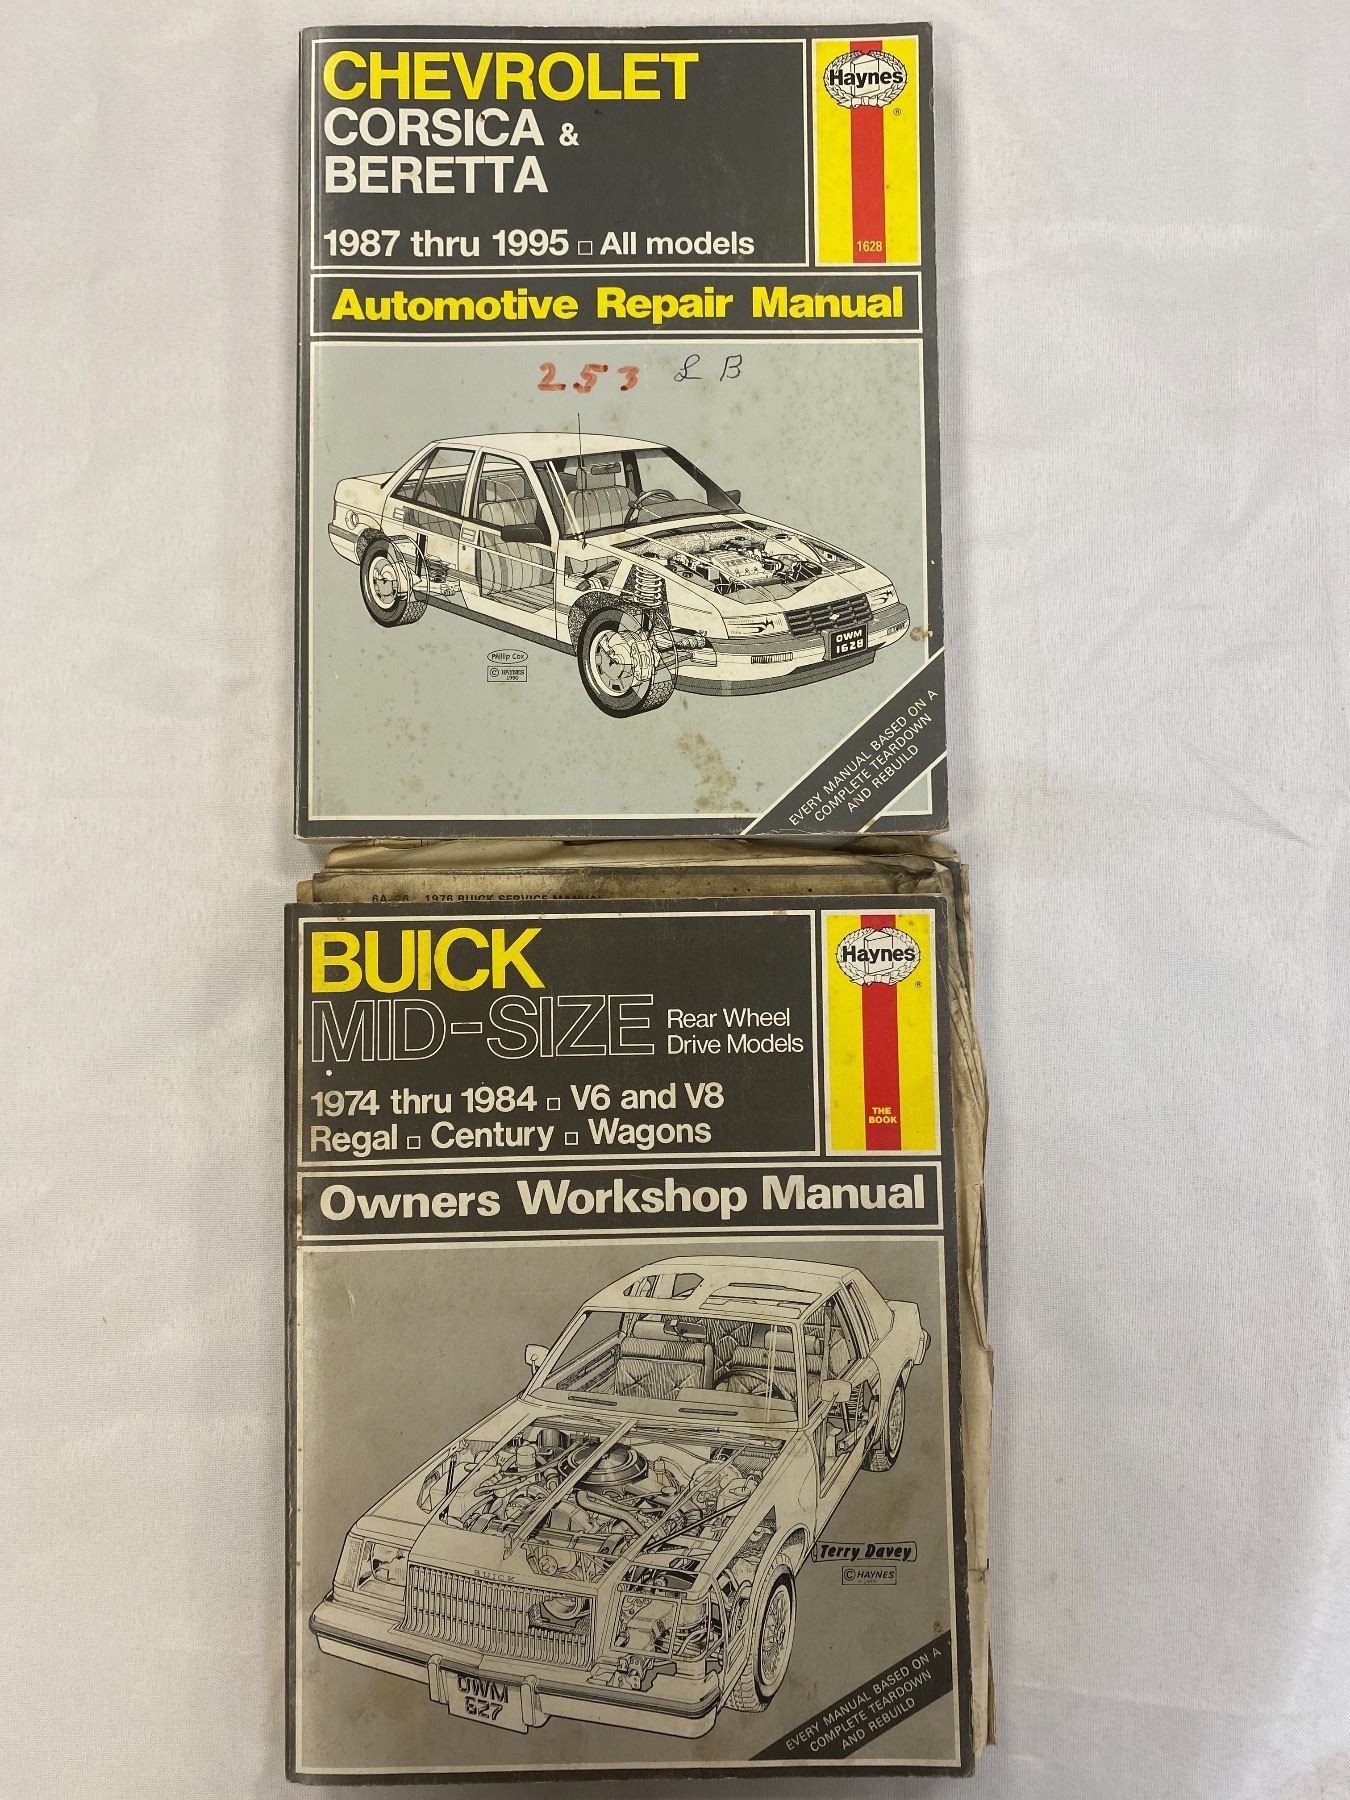 CHEVROLET
CORSICA &
BERETTA
1987 thru 1995 □ All models
Haynes
®
1628
Automotive Repair Manual
253 L B
Phillip Cox
© HAYNES
1990
OWM
1628
EVERY MANUAL BASED ON A
COMPLETE TEARDOWN
AND REBUILD
6A-26 1976 BUICK SERVICE MANUAL
BUICK
MID-SIZE Rear Wheel
Drive Models
1974 thru 1984 □ V6 and V8
Regal □ Century □ Wagons
Haynes
®
THE
BOOK
Owners Workshop Manual
BUICK
Terry Davey
© HAYNES
OWM
627
EVERY MANUAL BASED ON A
COMPLETE TEARDOWN
AND REBUILD